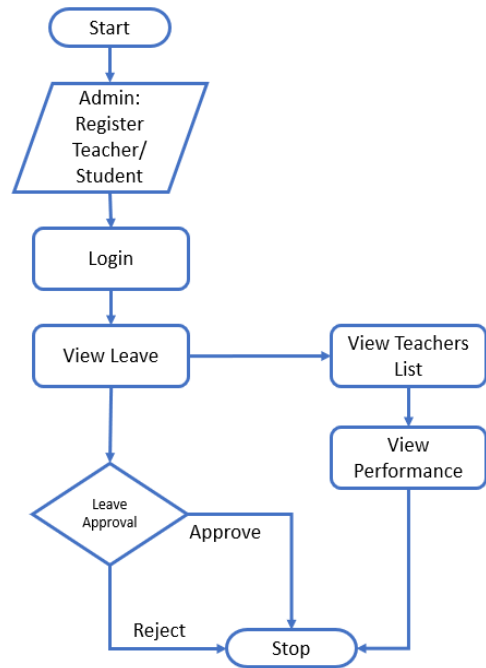 Start
Admin:
Register
Teacher/
Student
Login
View Leave
View Teachers
List
View
Performance
Leave
Approval
Approve
Reject
Stop